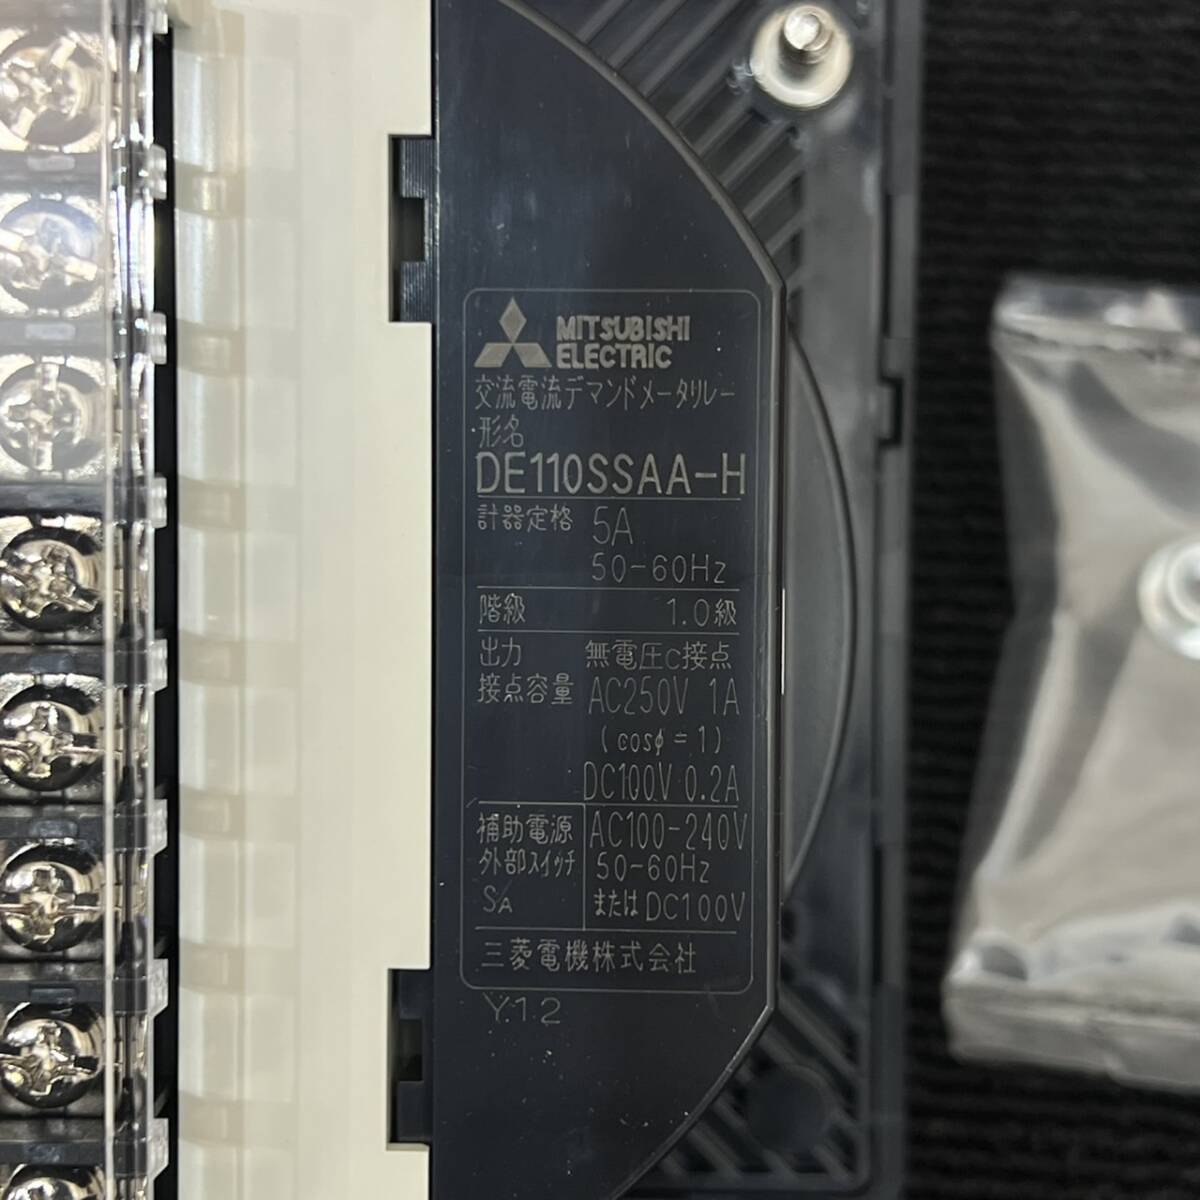 MITSUBISHI
ELECTRIC
交流電流デマンドメータリレー
形名
DE110SSAA-H
計器定格 5A
50-60Hz
階級 1.0級
出力 無電圧c接点
接点容量 AC250V 1A
(cosφ=1)
DC100V 0.2A
補助電源 AC100-240V
外部スイッチ 50-60Hz
SA または DC100V
三菱電機株式会社
Y.12